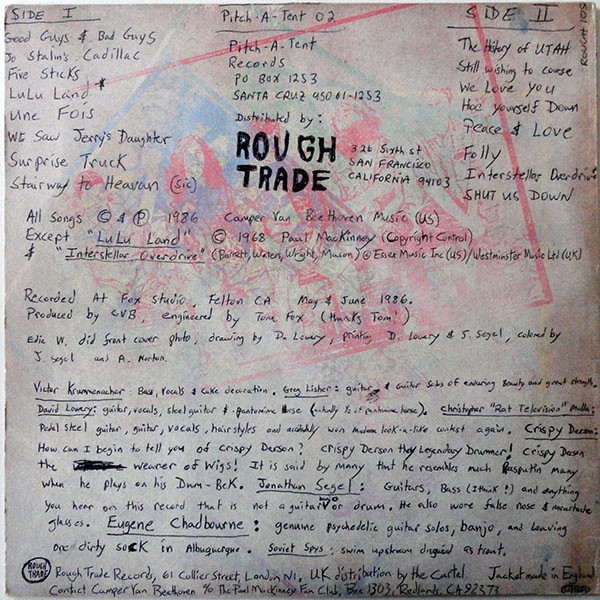 SIDE I
Good Guys & Bad Guys
Jo Stalin's Cadillac
Five Sticks
LuLu Land *
Une Fois
We Saw Jerry's Daughter
Surprise Truck
Stairway to Heavan (sic)
Pitch-A-Tent 02
Pitch-A-Tent
Records
PO BOX 1253
SANTA CRUZ 95001-1253
Distributed by:
ROUGH
TRADE
326 Sixth St
SAN FRANCISCO
CALIFORNIA 94103
SIDE II
The History of UTAH
Still wishing to course
We Love You
Hoe yourself Down
Peace & Love
Folly
Interstellar Overdrive
SHUT US DOWN
ROUGH 105
All Songs © & ℗ 1986 Camper Van Beethoven Music (US)
Except "LuLu Land" © 1968 Paul MacKinney (Copyright Control)
& "Interstellar Overdrive" (Barrett, Waters, Wright, Mason) © Essex Music Inc (US)/Westminster Music Ltd (U.K)
Recorded At Fox Studio, Felton CA May & June 1986.
Produced by CVB. engineered by Tom Fox (thanks Tom!)
Edie W. did front cover photo, drawing by D. Lowery, printing D. Lowery & J. Segel, colored by
J. Segel and A. Norton.
Victor Krummenacher: Bass, Vocals & cake decoration. Greg Lisher: guitar & Guitar Solos of enduring Beauty and great strength.
David Lowery: guitar, vocals, steel guitar & pantomime horse (actually ½ of pantomime horse). Christopher "Rat Television" Molla:
Pedal steel guitar, guitar, vocals, hairstyles and won look-a-like contest again. Crispy Derson:
How can I begin to tell you of Crispy Derson? Crispy Derson the Legendary Drummer! Crispy Derson
the wearer of Wigs! It is said by many that he resembles much Rasputin many
when he plays on his Drum-BeK. Jonathan Segel: Guitars, Bass (I think!) and anything
you hear on this record that is not a guitar or drum. He also wore false nose & moustache
glasses. Eugene Chadbourne: genuine psychedelic guitar solos, banjo, and leaving
one dirty sock in Albuquerque. Soviet Spys: swim upstream disguised as trout.
ROUGH
TRADE
Rough Trade Records, 61 Collier Street, London N1. UK distribution by the Cartel. Jacket made in England
Contact Camper Van Beethoven c/o The Paul MacKinney Fan Club, Box 1303, Redlands, CA 92373